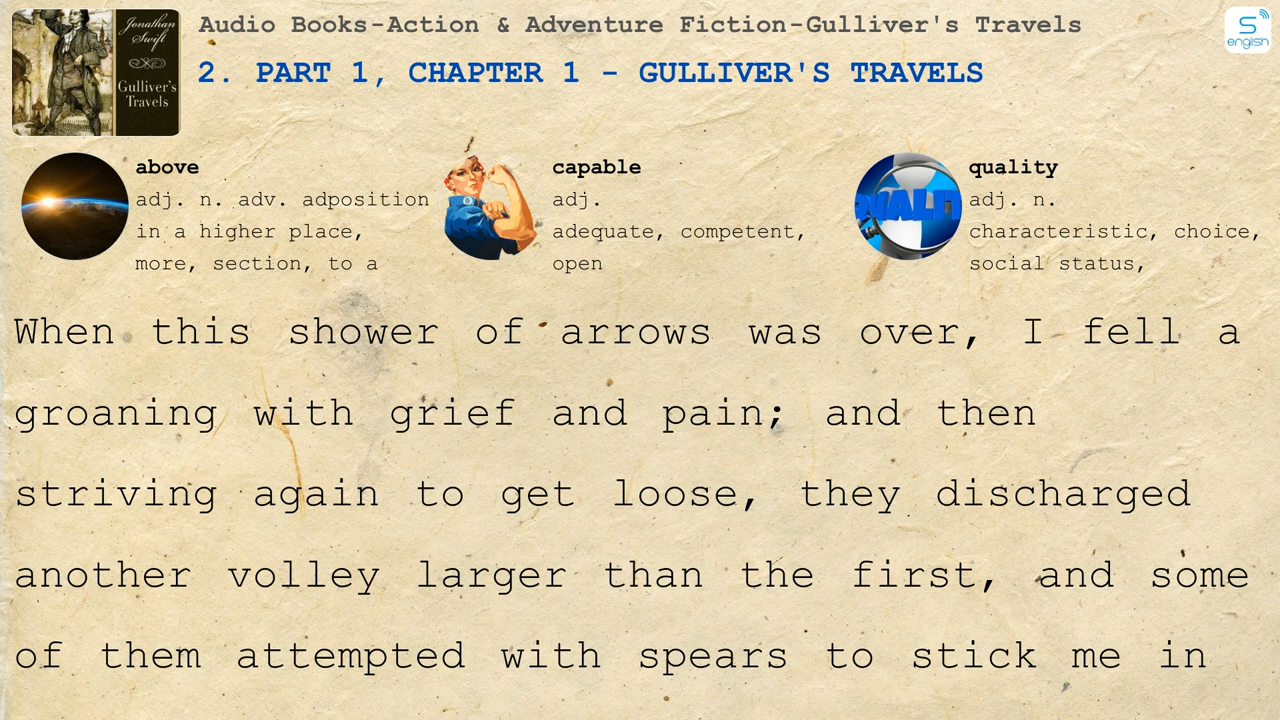 Jonathan
Swift
Gulliver's
Travels
Audio Books-Action & Adventure Fiction-Gulliver's Travels
2. PART 1, CHAPTER 1 - GULLIVER'S TRAVELS
S
english
above
adj. n. adv. adposition
in a higher place,
more, section, to a
capable
adj.
adequate, competent,
open
UALI
quality
adj. n.
characteristic, choice,
social status,
When this shower of arrows was over, I fell a
groaning with grief and pain; and then
striving again to get loose, they discharged
another volley larger than the first, and some
of them attempted with spears to stick me in